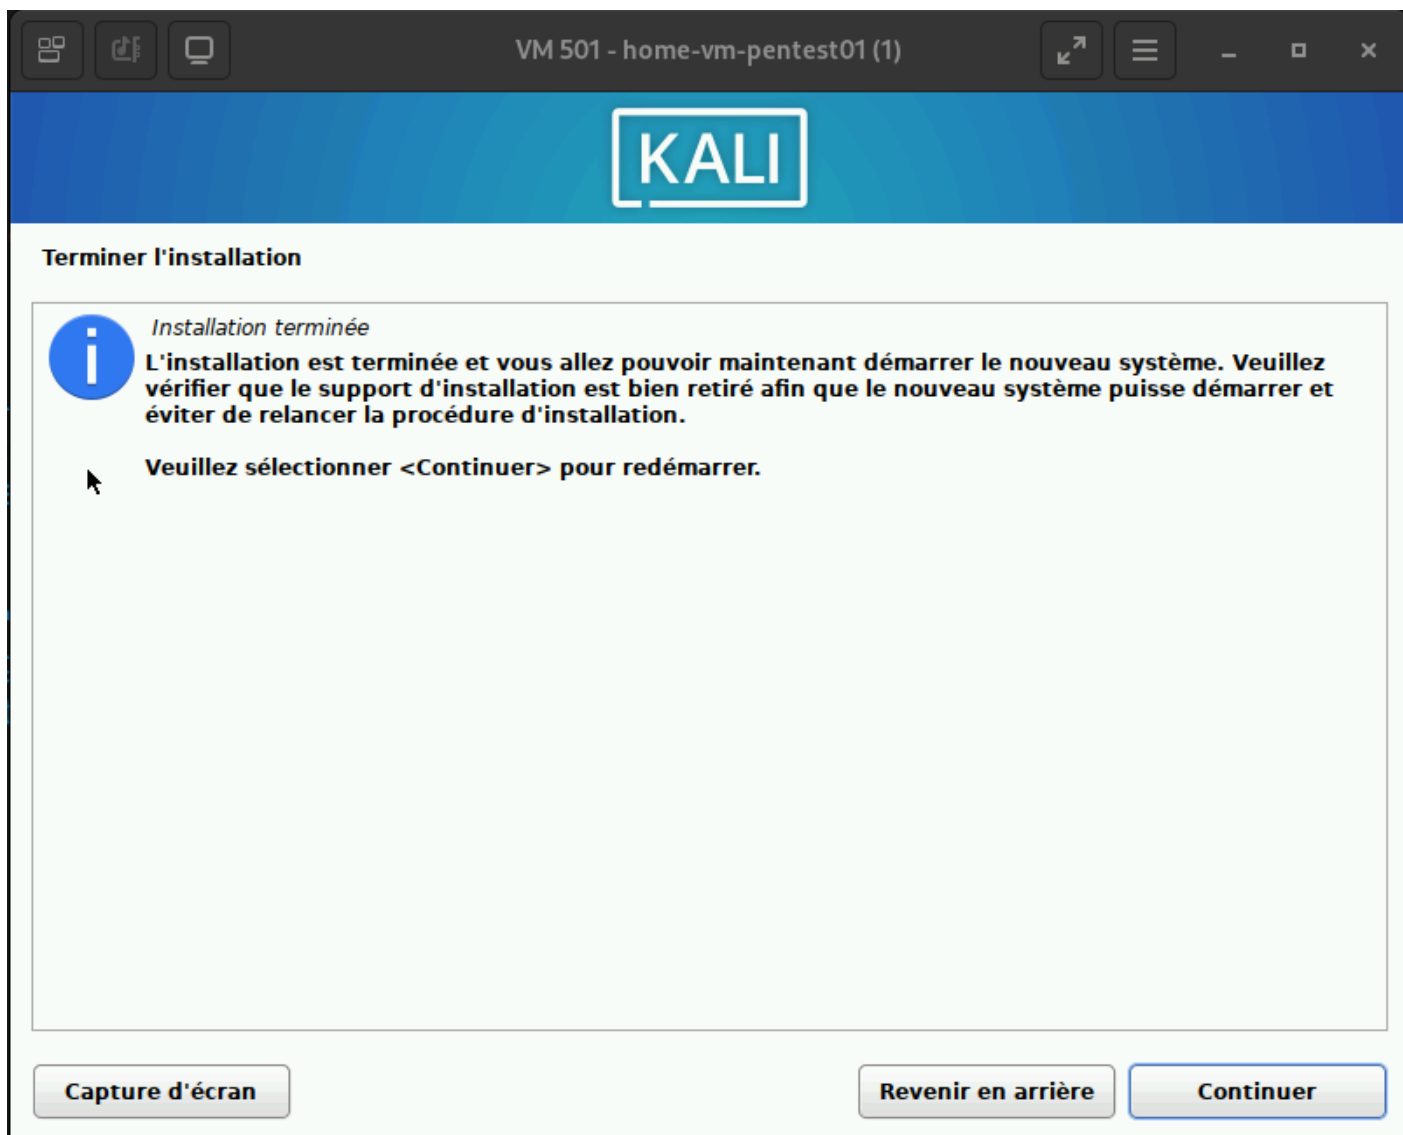 VM 501 - home-vm-pentest01 (1)
KALI
Terminer l'installation
Installation terminée
L'installation est terminée et vous allez pouvoir maintenant démarrer le nouveau système. Veuillez
vérifier que le support d'installation est bien retiré afin que le nouveau système puisse démarrer et
éviter de relancer la procédure d'installation.
Veuillez sélectionner <Continuer> pour redémarrer.
Capture d'écran
Revenir en arrière
Continuer